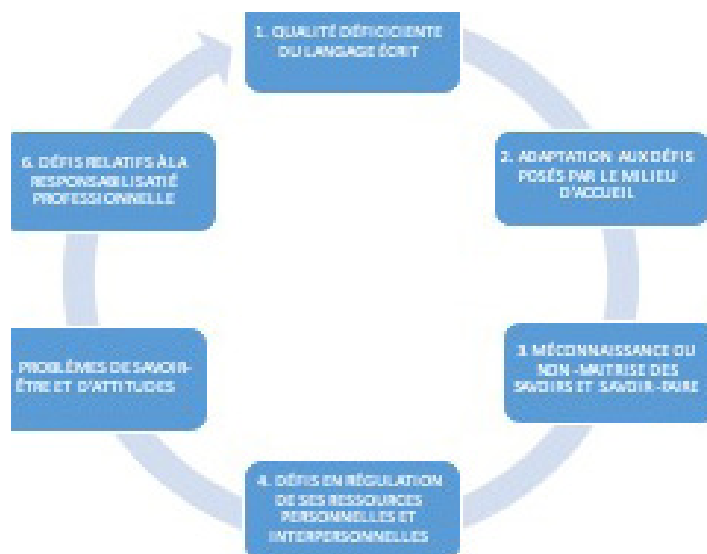 1. QUALITÉ DÉFICICIENTE
DU LANGAGE ÉCRIT
2. ADAPTATION AUX DÉFIS
POSÉS PAR LE MILIEU
D'ACCUEIL
3. MÉCONNAISSANCE OU
NON -MAITRISE DES
SAVOIRS ET SAVOIR -FAIRE
4. DÉFIS EN RÉGULATION
DE SES RESSOURCES
PERSONNELLES ET
INTERPERSONNELLES
. PROBLÈMES DE SAVOIR-
ÊTRE ET D'ATTITUDES
6. DÉFIS RELATIFS À LA
RESPONSABILISATIÉ
PROFESSIONNELLE